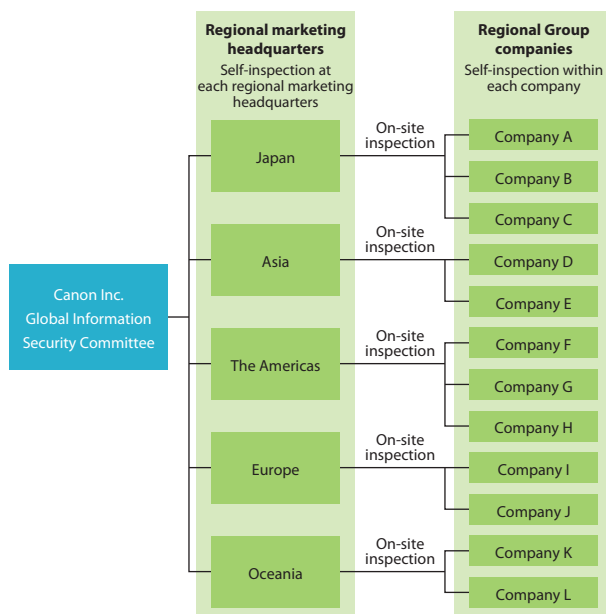 Regional marketing
headquarters
Self-inspection at
each regional marketing
headquarters
Regional Group
companies
Self-inspection within
each company
Canon Inc.
Global Information
Security Committee
Japan
On-site
inspection
Company A
Company B
Company C
Asia
On-site
inspection
Company D
Company E
The Americas
On-site
inspection
Company F
Company G
Company H
Europe
On-site
inspection
Company I
Company J
Oceania
On-site
inspection
Company K
Company L